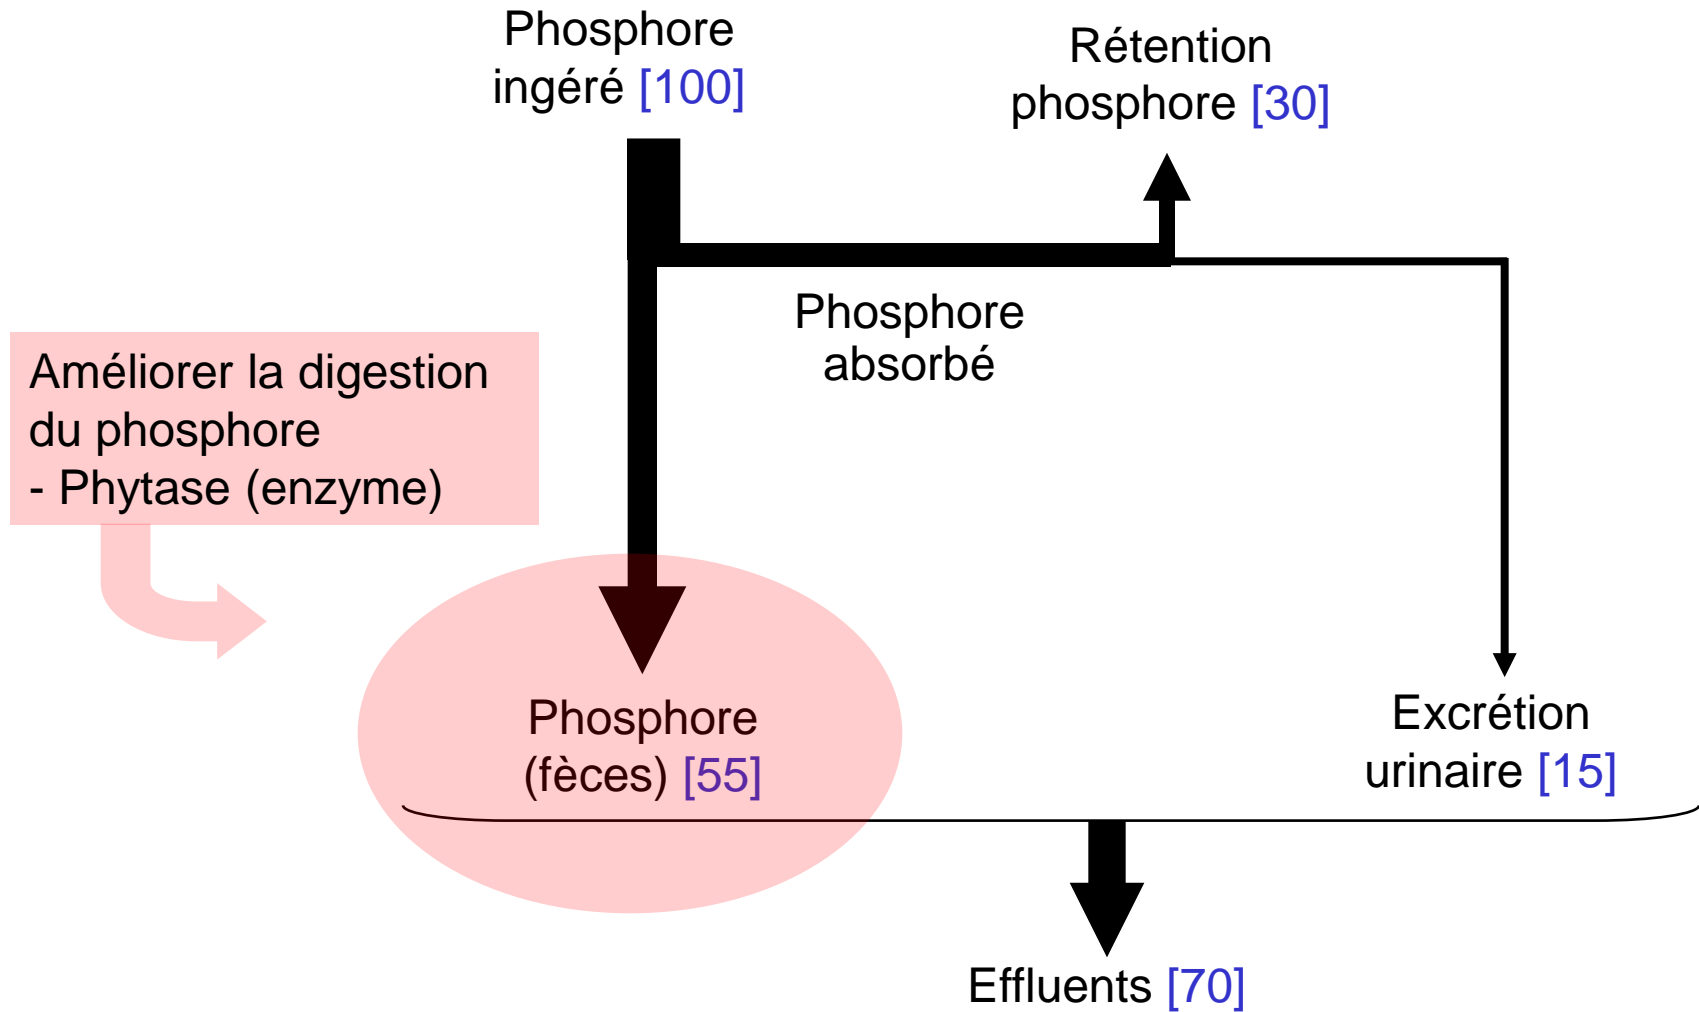 Phosphore
ingéré [100]
Rétention
phosphore [30]
Phosphore
absorbé
Améliorer la digestion
du phosphore
- Phytase (enzyme)
Phosphore
(fèces) [55]
Excrétion
urinaire [15]
Effluents [70]